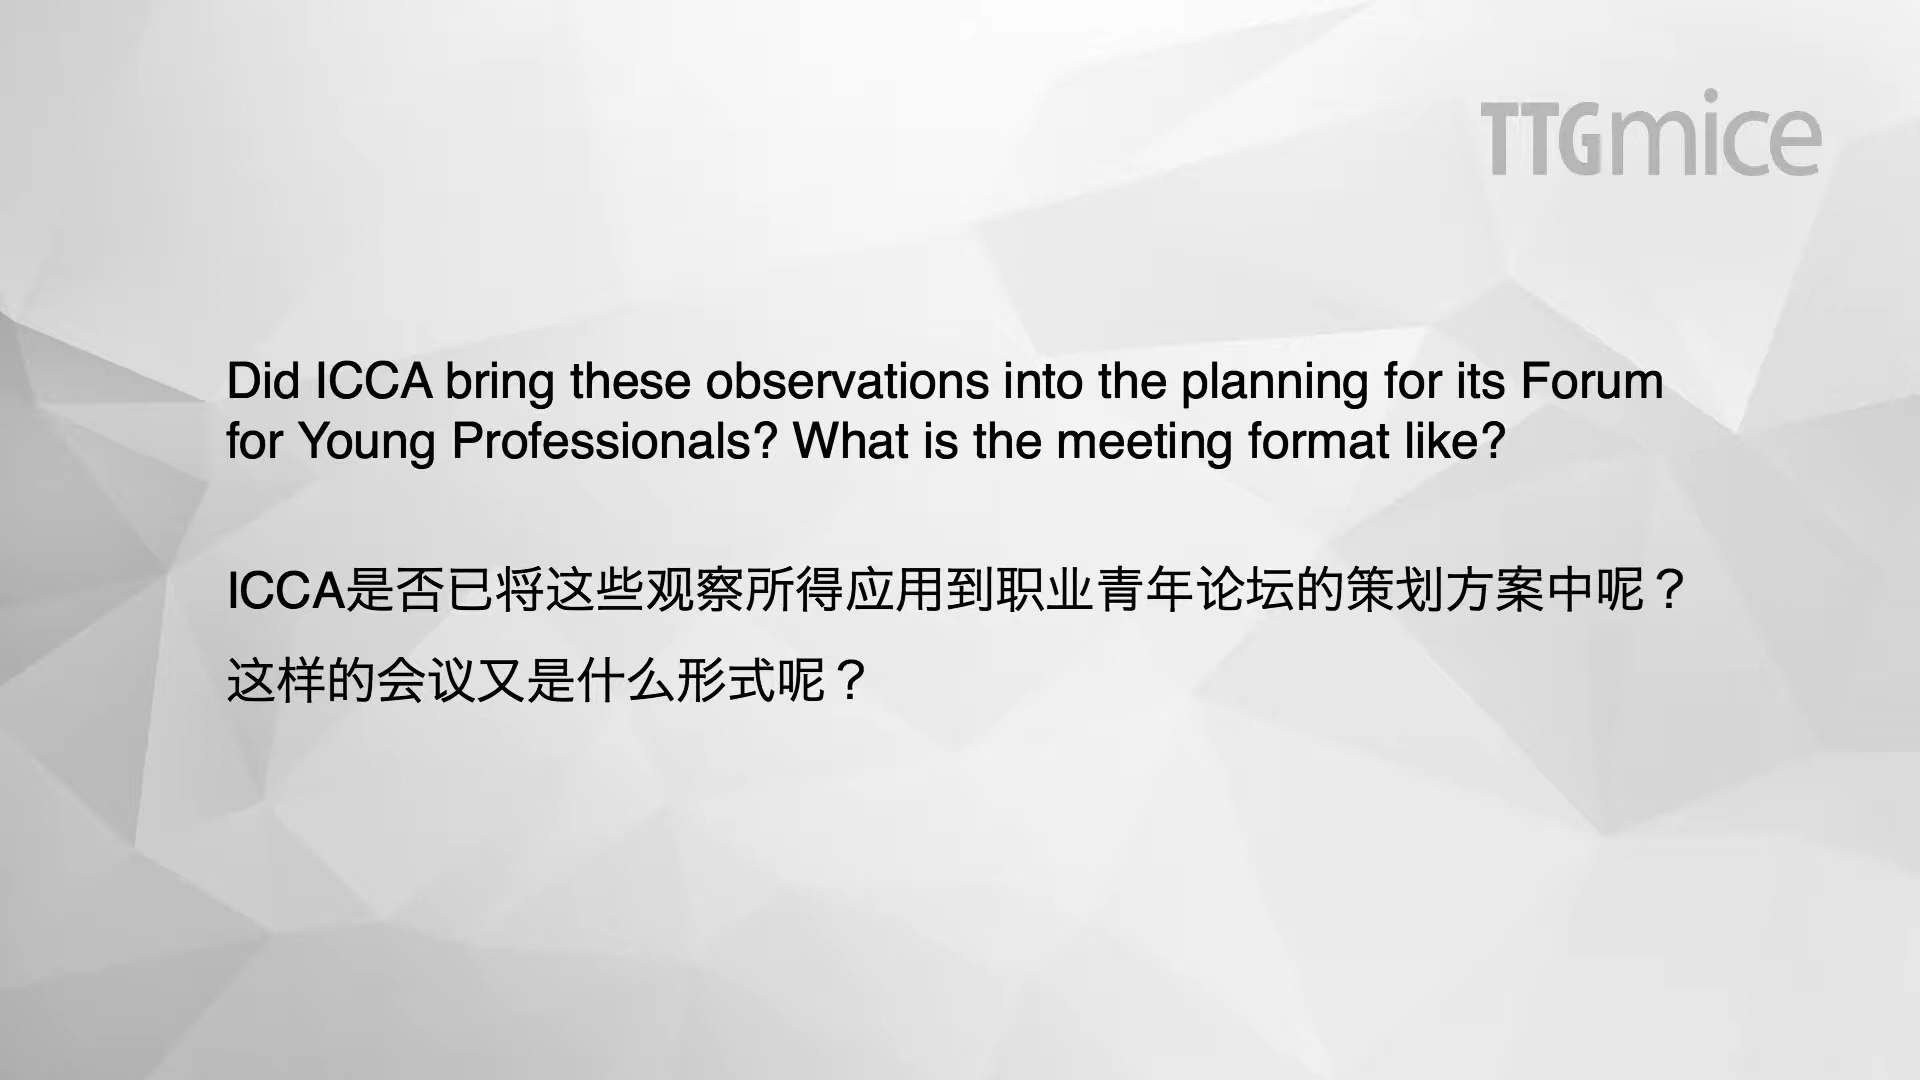 TTGmice
Did ICCA bring these observations into the planning for its Forum
for Young Professionals? What is the meeting format like?
ICCA是否已将这些观察所得应用到职业青年论坛的策划方案中呢？
这样的会议又是什么形式呢？